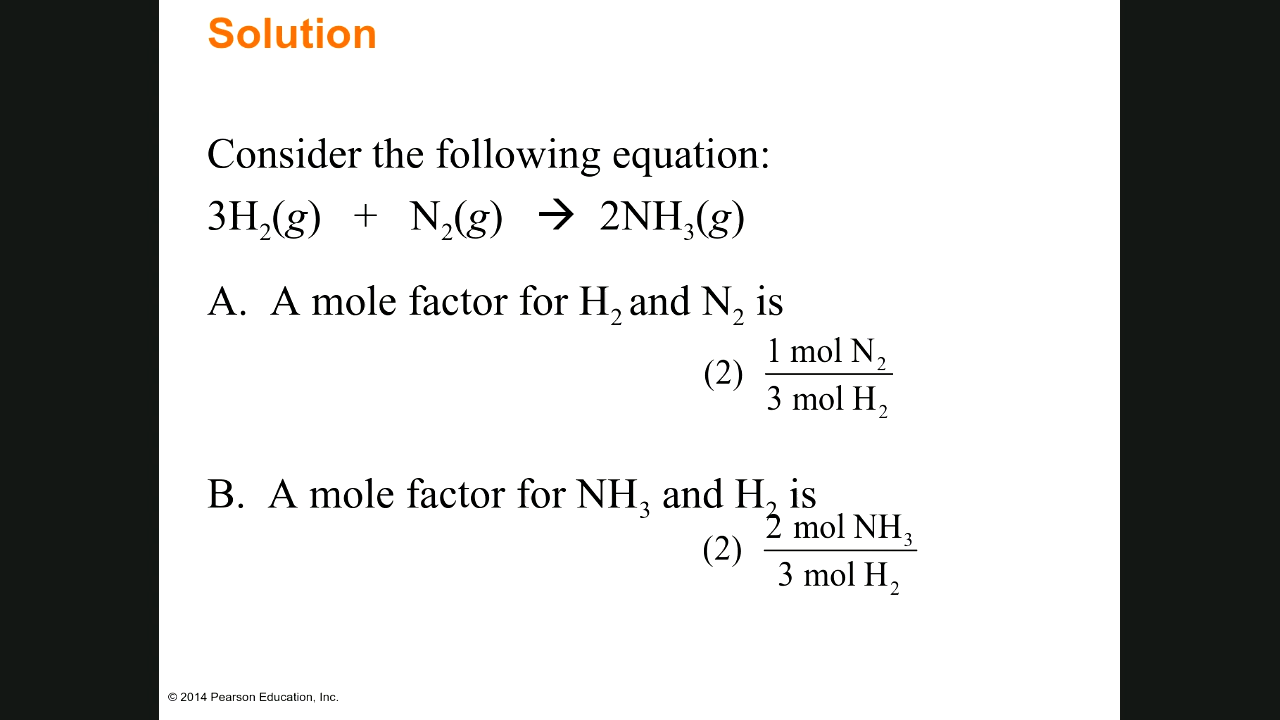 Solution
Consider the following equation:
3H₂(g) + N₂(g) → 2NH₃(g)
A. A mole factor for H₂ and N₂ is
(2) 1 mol N₂
3 mol H₂
B. A mole factor for NH₃ and H₂ is
(2) 2 mol NH₃
3 mol H₂
© 2014 Pearson Education, Inc.